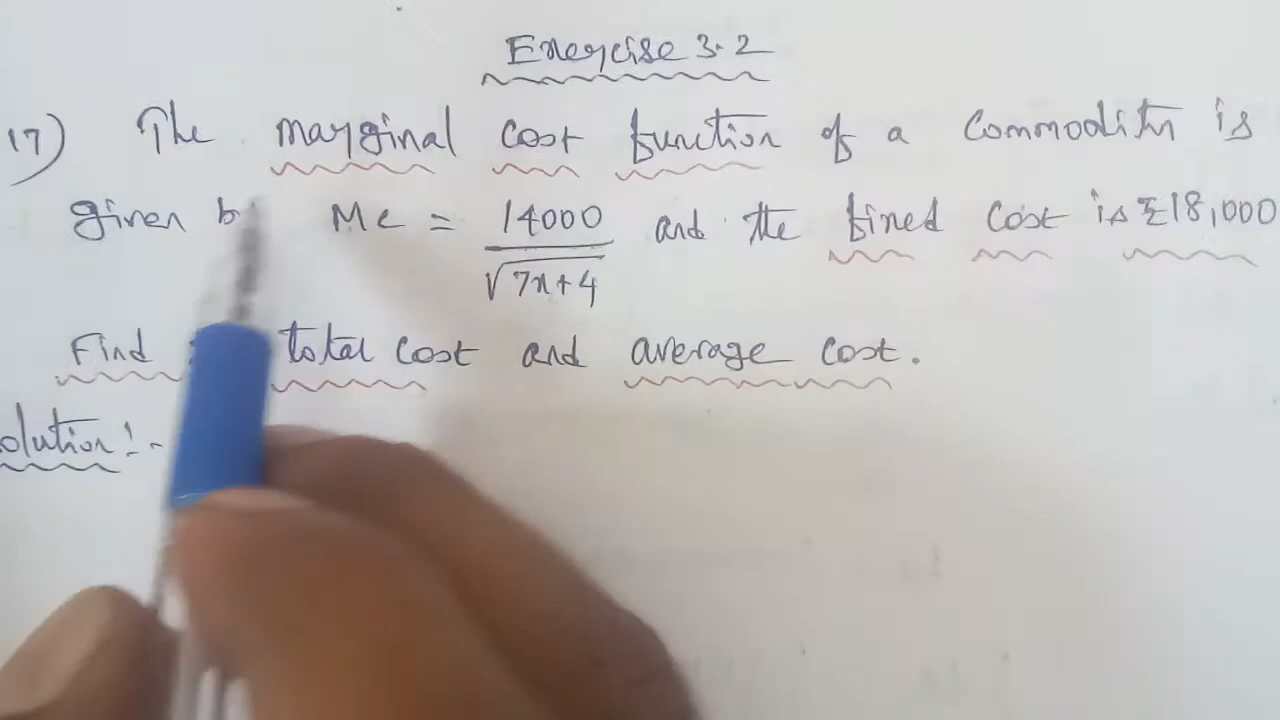 Exercise 3.2
17) The marginal cost function of a commodity is
given b MC = 14000 / √7x+4 and the fixed cost is ₹18,000
Find total cost and average cost.
olution:-